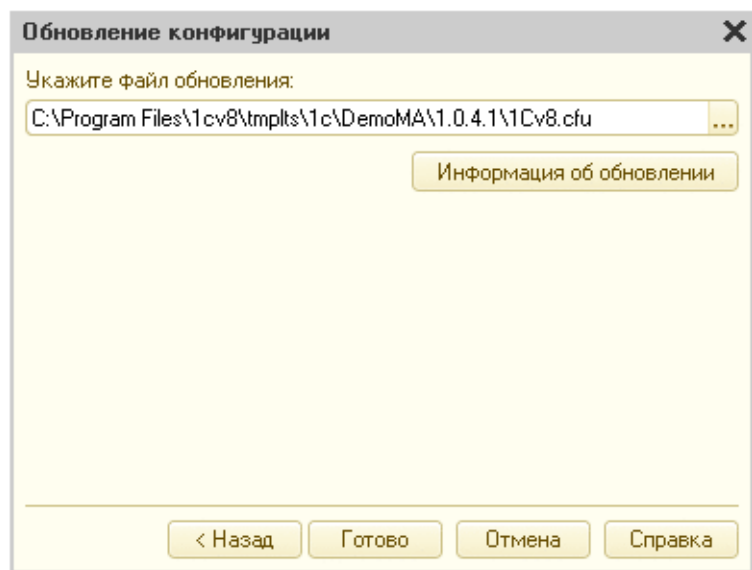 Обновление конфигурации
Укажите файл обновления:
C:\Program Files\1cv8\tmplts\1c\DemoMA\1.0.4.1\1Cv8.cfu
...
Информация об обновлении
< Назад Готово Отмена Справка